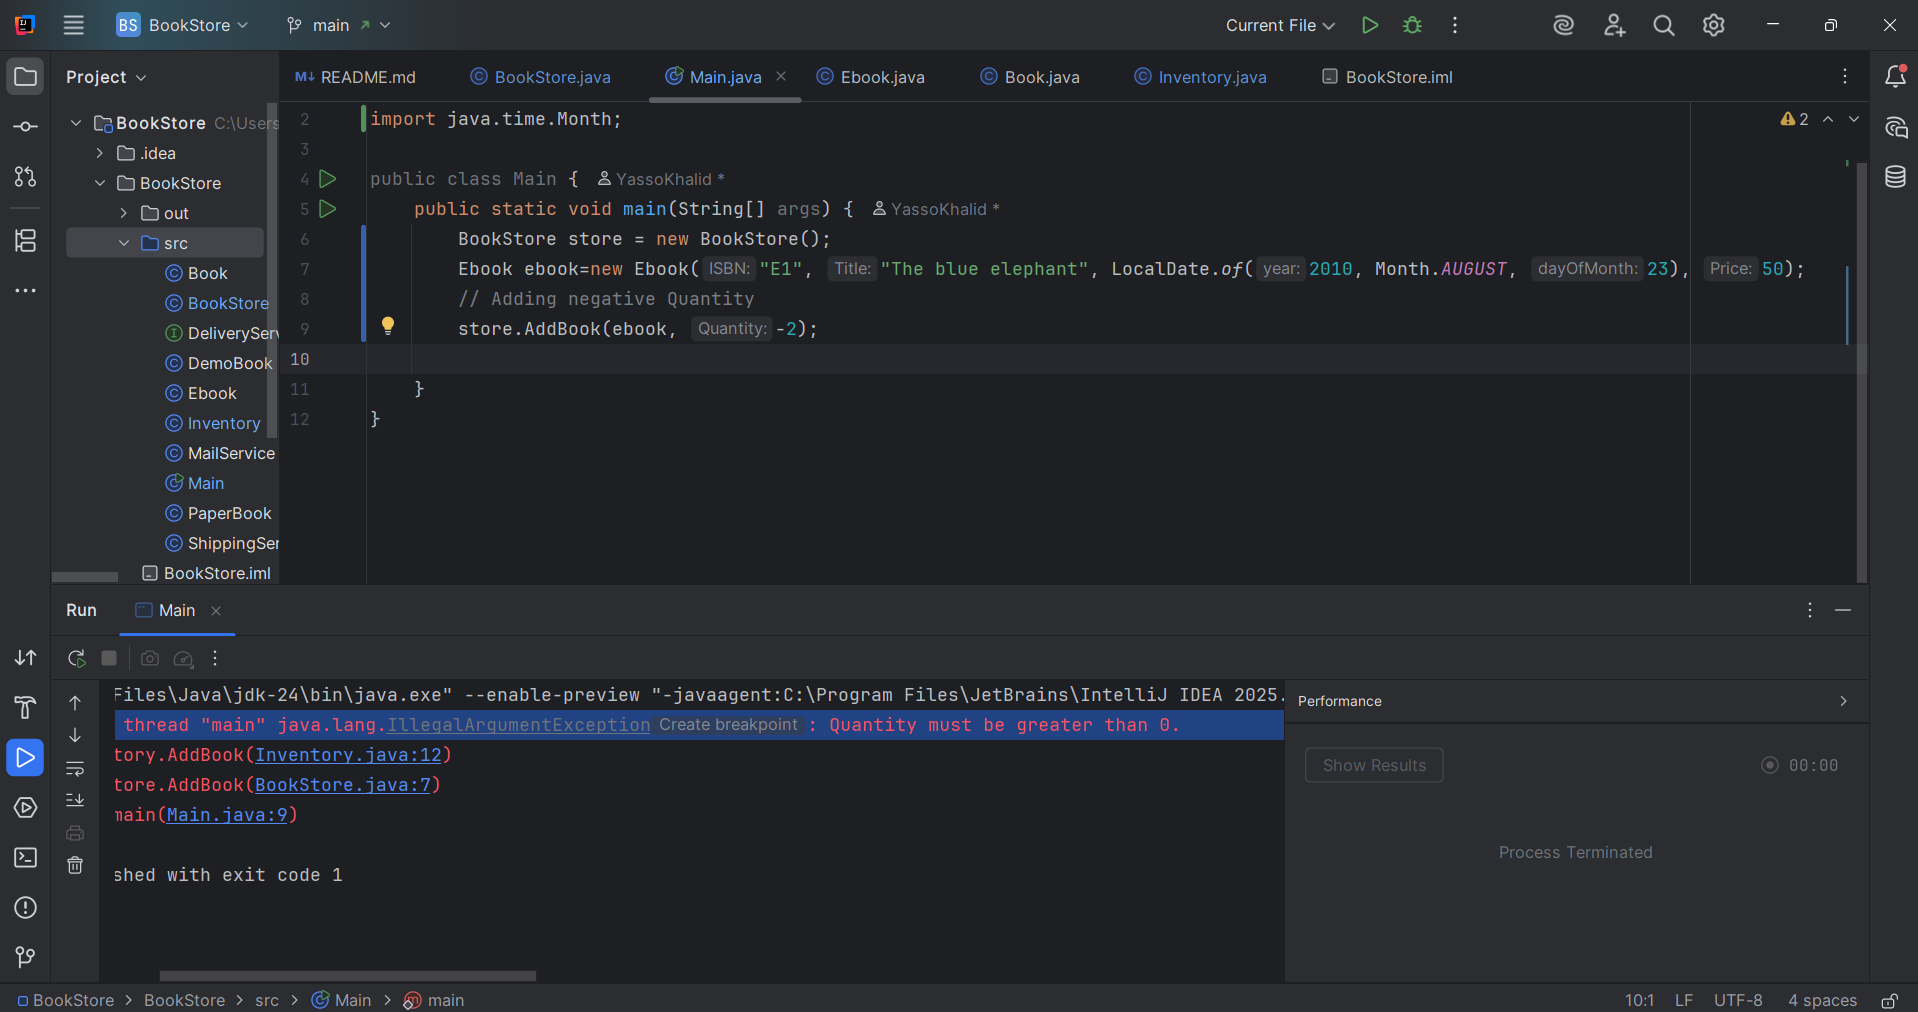 BS BookStore
main
Current File
Project
README.md
BookStore.java
Main.java
Ebook.java
Book.java
Inventory.java
BookStore.iml
BookStore C:\Users
.idea
BookStore
out
src
Book
BookStore
DeliveryServ
DemoBook
Ebook
Inventory
MailService
Main
PaperBook
ShippingSer
BookStore.iml
2 import java.time.Month;
3
4 public class Main { YassoKhalid *
5 public static void main(String[] args) { YassoKhalid *
6 BookStore store = new BookStore();
7 Ebook ebook=new Ebook( ISBN: "E1", Title: "The blue elephant", LocalDate.of( year: 2010, Month.AUGUST, dayOfMonth: 23), Price: 50);
8 // Adding negative Quantity
9 store.AddBook(ebook, Quantity: -2);
10
11 }
12 }
2
Run
Main
Files\Java\jdk-24\bin\java.exe" --enable-preview "-javaagent:C:\Program Files\JetBrains\IntelliJ IDEA 2025.
thread "main" java.lang.IllegalArgumentException Create breakpoint : Quantity must be greater than 0.
tory.AddBook(Inventory.java:12)
tore.AddBook(BookStore.java:7)
main(Main.java:9)
shed with exit code 1
Performance
Show Results
00:00
Process Terminated
BookStore > BookStore > src > Main > main
10:1 LF UTF-8 4 spaces